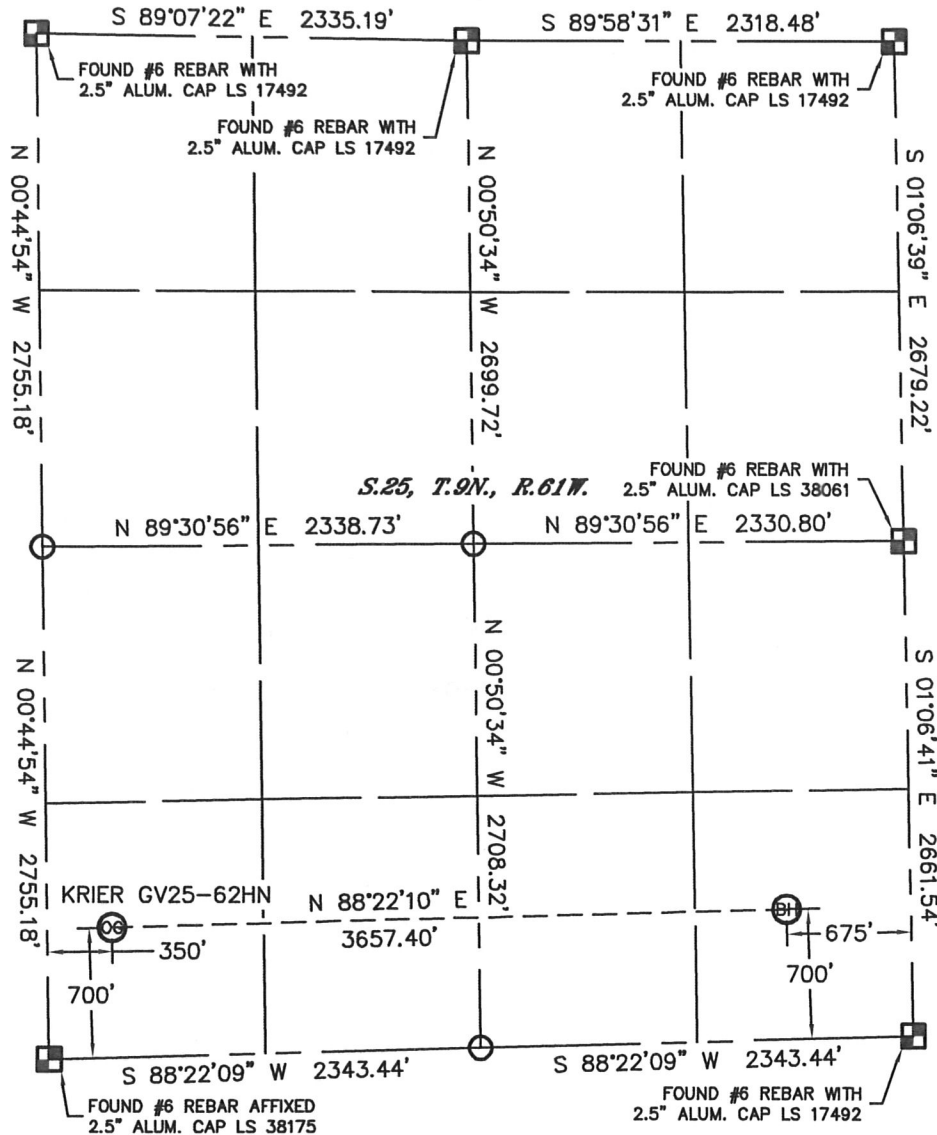 S 89°07'22" E 2335.19'
S 89°58'31" E 2318.48'
FOUND #6 REBAR WITH
2.5" ALUM. CAP LS 17492
FOUND #6 REBAR WITH
2.5" ALUM. CAP LS 17492
FOUND #6 REBAR WITH
2.5" ALUM. CAP LS 17492
N 00°44'54" W 2755.18'
N 00°50'34" W 2699.72'
S 01°06'39" E 2679.22'
S.25, T.9N., R.61W.
FOUND #6 REBAR WITH
2.5" ALUM. CAP LS 38061
N 89°30'56" E 2338.73'
N 89°30'56" E 2330.80'
N 00°44'54" W 2755.18'
N 00°50'34" W 2708.32'
S 01°06'41" E 2661.54'
KRIER GV25-62HN
N 88°22'10" E
3657.40'
OG
BH
350'
675'
700'
700'
S 88°22'09" W 2343.44'
S 88°22'09" W 2343.44'
FOUND #6 REBAR AFFIXED
2.5" ALUM. CAP LS 38175
FOUND #6 REBAR WITH
2.5" ALUM. CAP LS 17492